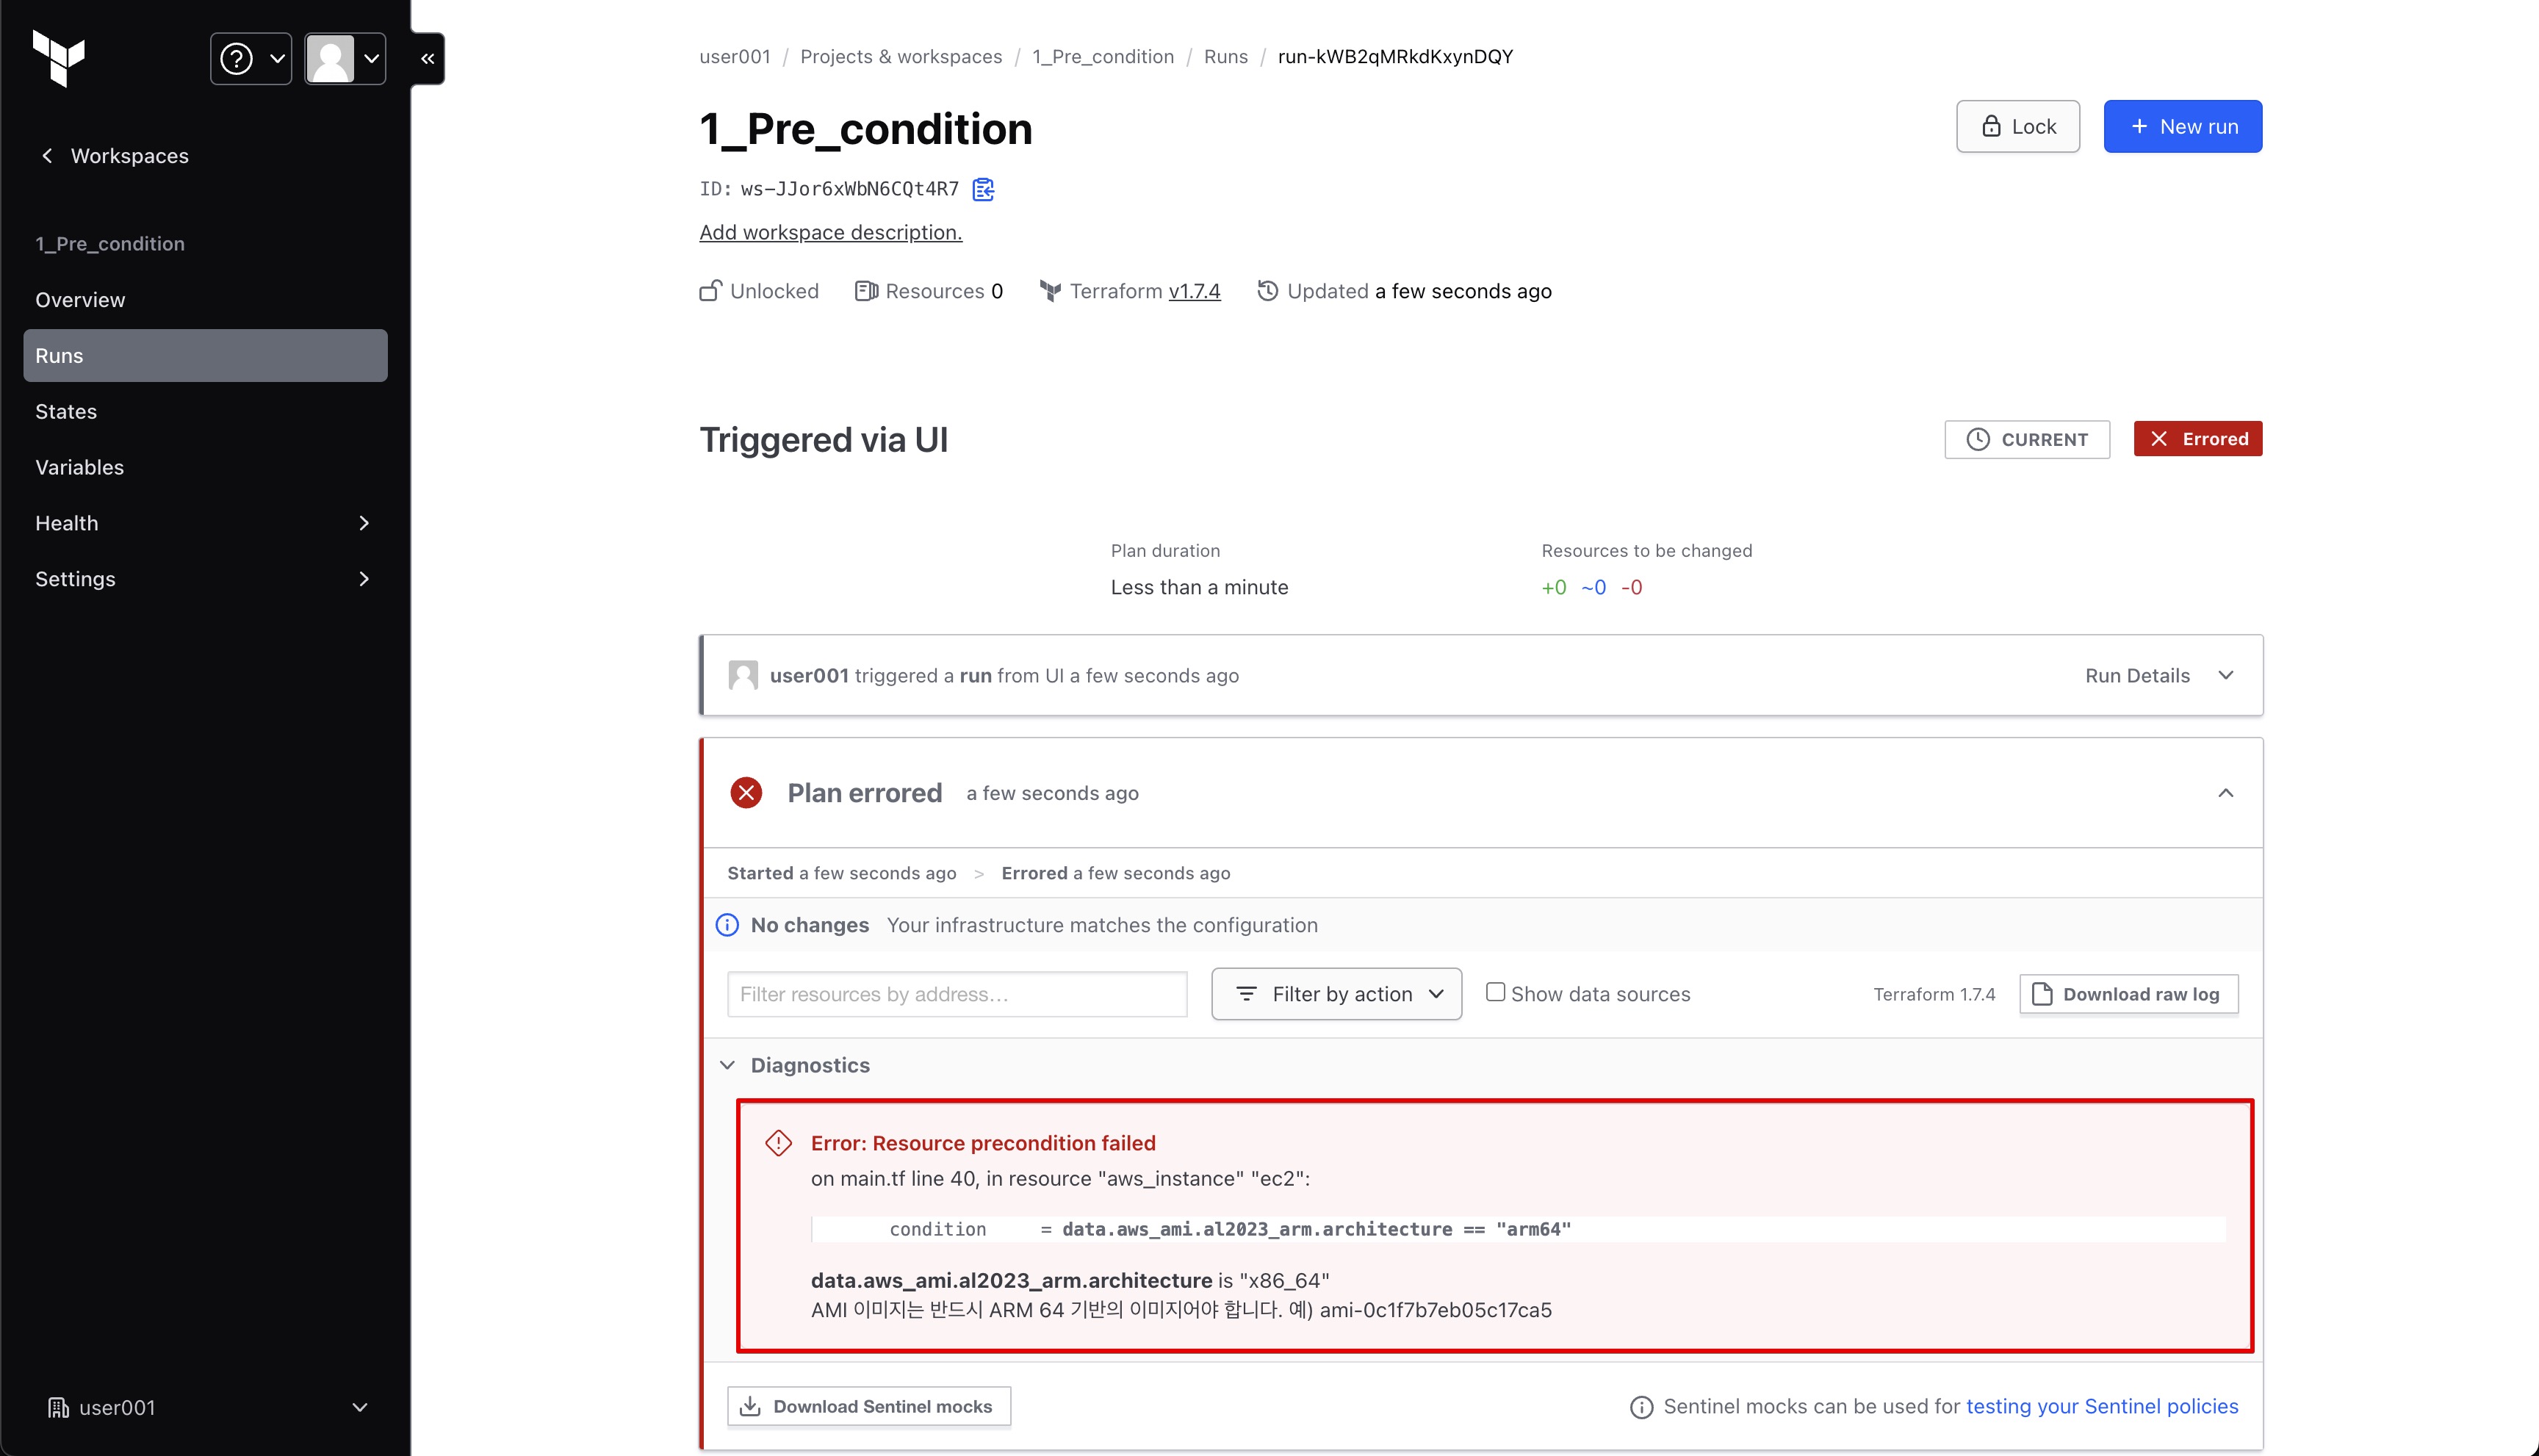 user001 / Projects & workspaces / 1_Pre_condition / Runs / run-kWB2qMRkdKxynDQY
1_Pre_condition
Lock
+ New run
ID: ws-JJor6xWbN6CQt4R7
Add workspace description.
Unlocked Resources 0 Terraform v1.7.4 Updated a few seconds ago
Workspaces
1_Pre_condition
Overview
Runs
States
Variables
Health
Settings
user001
Triggered via UI
CURRENT
Errored
Plan duration
Less than a minute
Resources to be changed
+0 ~0 -0
user001 triggered a run from UI a few seconds ago
Run Details
Plan errored a few seconds ago
Started a few seconds ago > Errored a few seconds ago
No changes Your infrastructure matches the configuration
Filter resources by address...
Filter by action
Show data sources
Terraform 1.7.4
Download raw log
Diagnostics
Error: Resource precondition failed
on main.tf line 40, in resource "aws_instance" "ec2":
condition = data.aws_ami.al2023_arm.architecture == "arm64"
data.aws_ami.al2023_arm.architecture is "x86_64"
AMI 이미지는 반드시 ARM 64 기반의 이미지어야 합니다. 예) ami-0c1f7b7eb05c17ca5
Download Sentinel mocks
Sentinel mocks can be used for testing your Sentinel policies